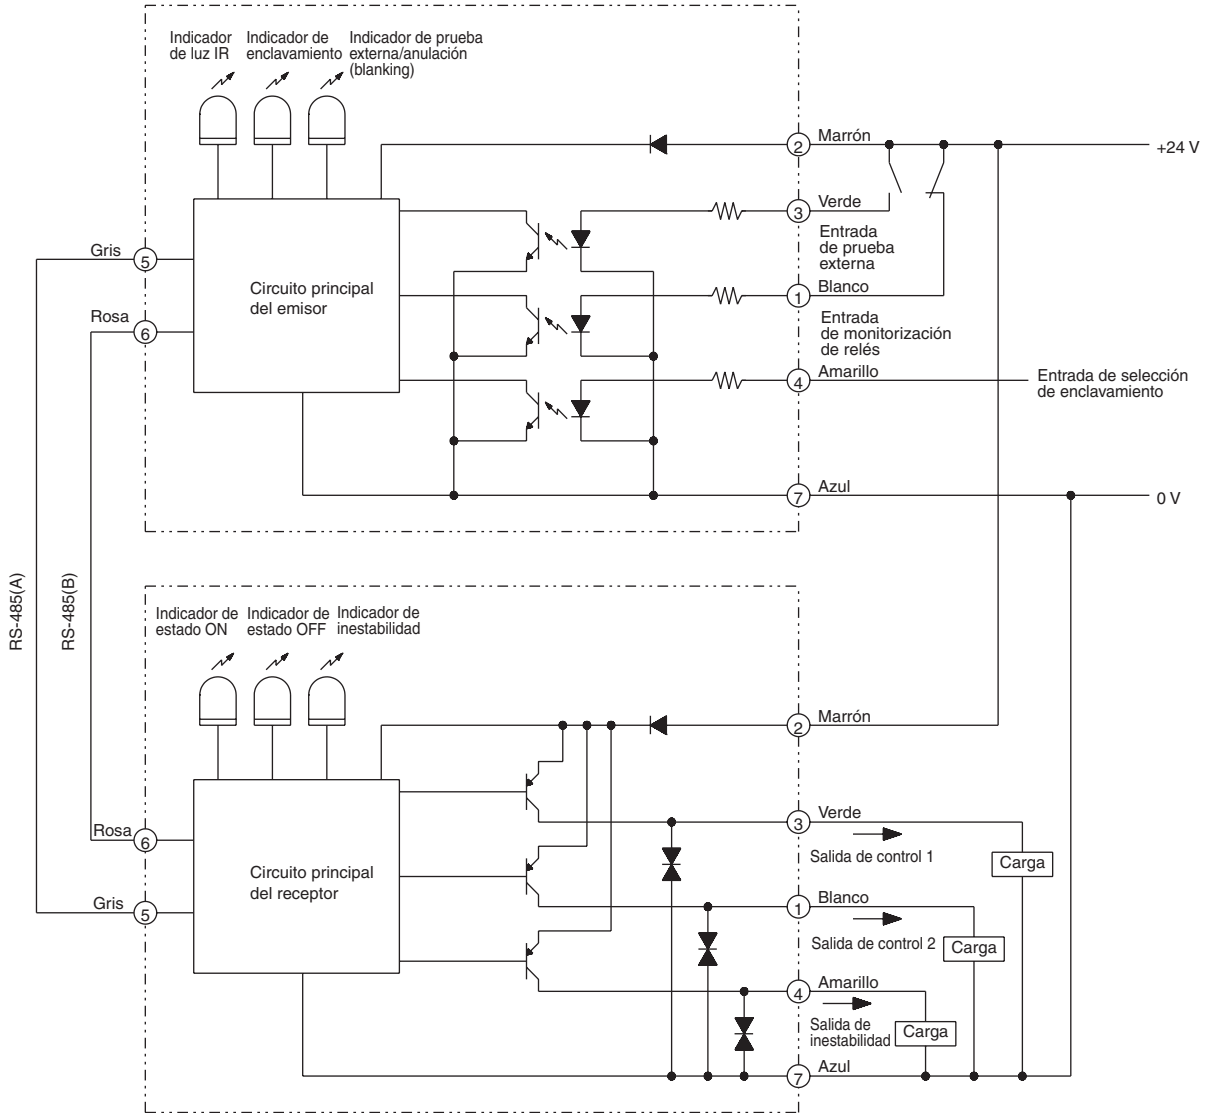 Indicador
de luz IR
Indicador de
enclavamiento
Indicador de prueba
externa/anulación
(blanking)
2
Marrón
+24 V
3
Verde
Entrada
de prueba
externa
Gris
5
Circuito principal
del emisor
1
Blanco
Entrada
de monitorización
de relés
Rosa
6
4
Amarillo
Entrada de selección
de enclavamiento
7
Azul
0 V
RS-485(A)
RS-485(B)
Indicador de
estado ON
Indicador de
estado OFF
Indicador de
inestabilidad
2
Marrón
3
Verde
Salida de control 1
Carga
Rosa
6
Circuito principal
del receptor
Gris
5
1
Blanco
Salida de control 2
Carga
4
Amarillo
Salida de
inestabilidad
Carga
7
Azul